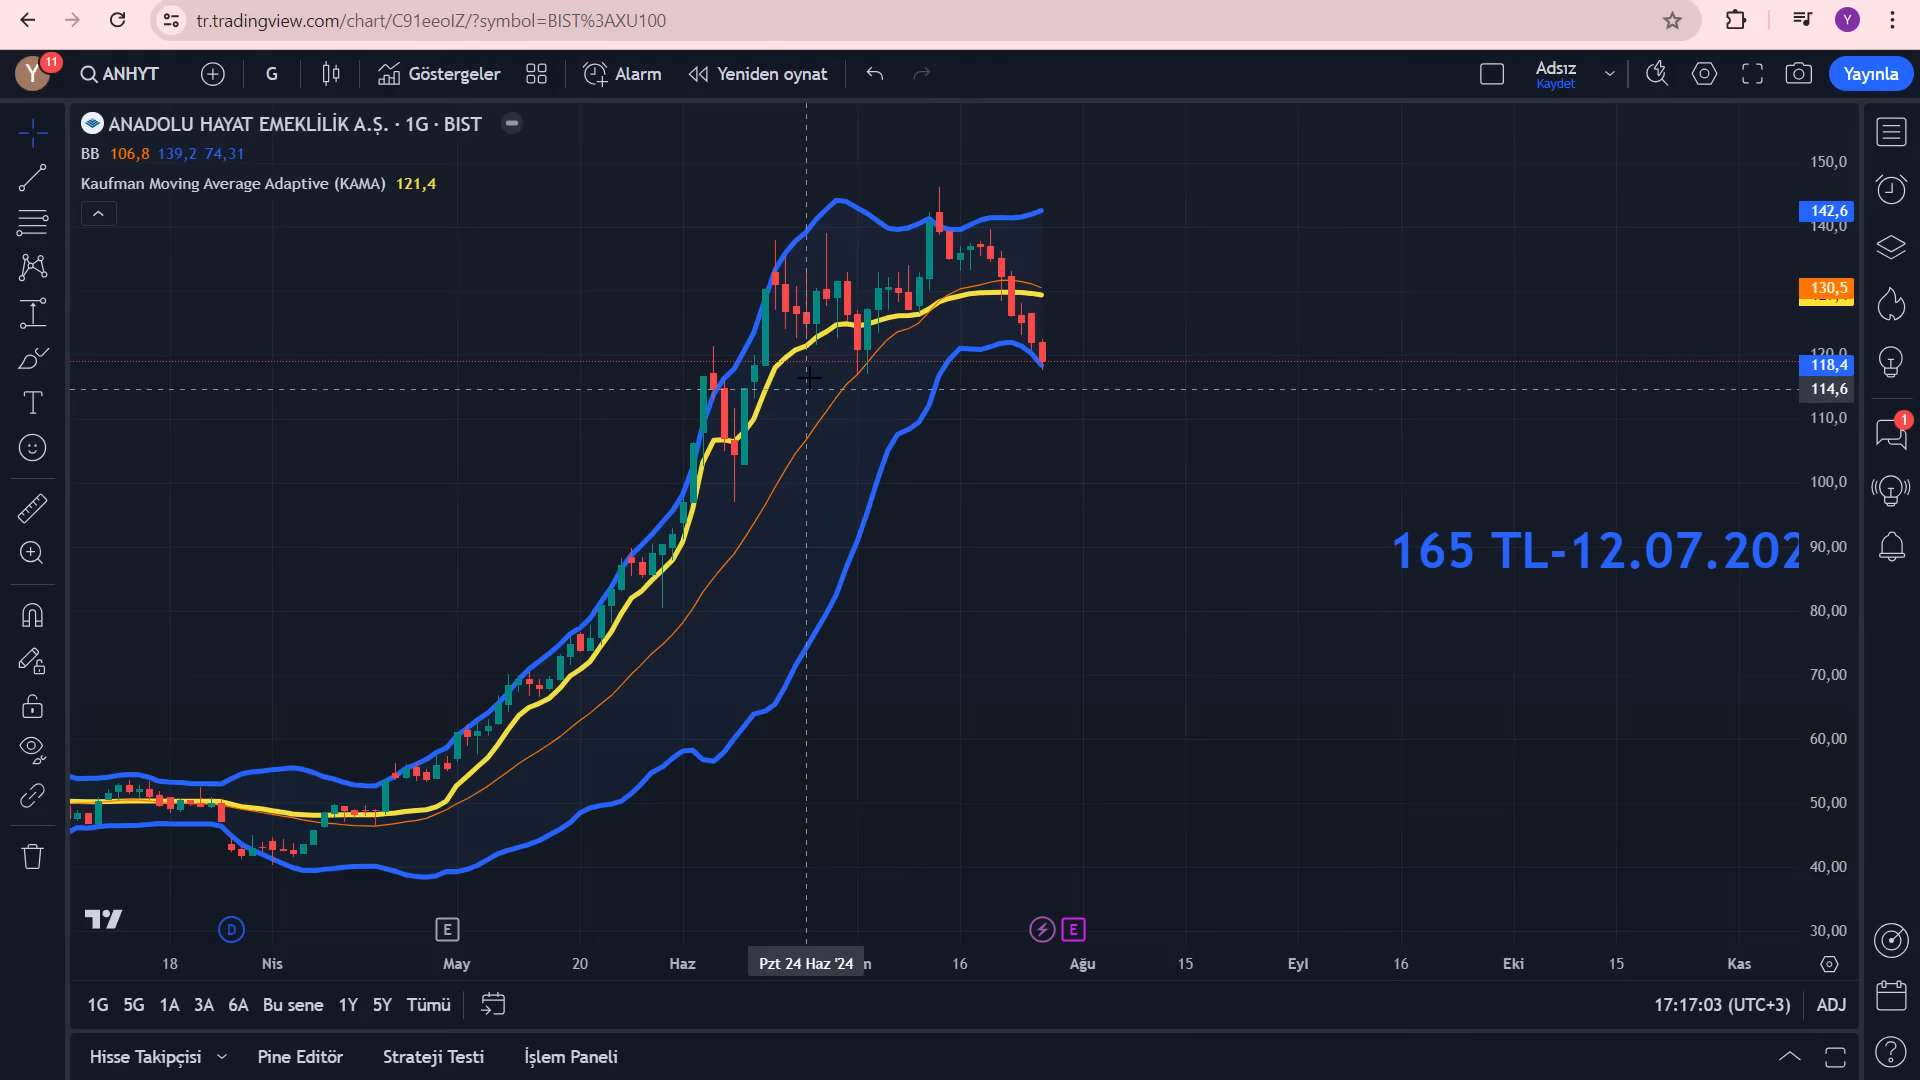 tr.tradingview.com/chart/C91eeoIZ/?symbol=BIST%3AXU100
Y
Y
11
ANHYT
G
Göstergeler
Alarm
Yeniden oynat
Adsız
Kaydet
Yayınla
ANADOLU HAYAT EMEKLİLİK A.Ş. · 1G · BIST
BB 106,8 139,2 74,31
Kaufman Moving Average Adaptive (KAMA) 121,4
150,0
142,6
140,0
130,5
120,0
118,4
114,6
110,0
1
100,0
165 TL-12.07.202
90,00
80,00
70,00
60,00
50,00
40,00
30,00
D
E
E
18
Nis
May
20
Haz
Pzt 24 Haz '24
16
Ağu
15
Eyl
16
Eki
15
Kas
1G 5G 1A 3A 6A Bu sene 1Y 5Y Tümü
17:17:03 (UTC+3)
ADJ
Hisse Takipçisi
Pine Editör
Strateji Testi
İşlem Paneli